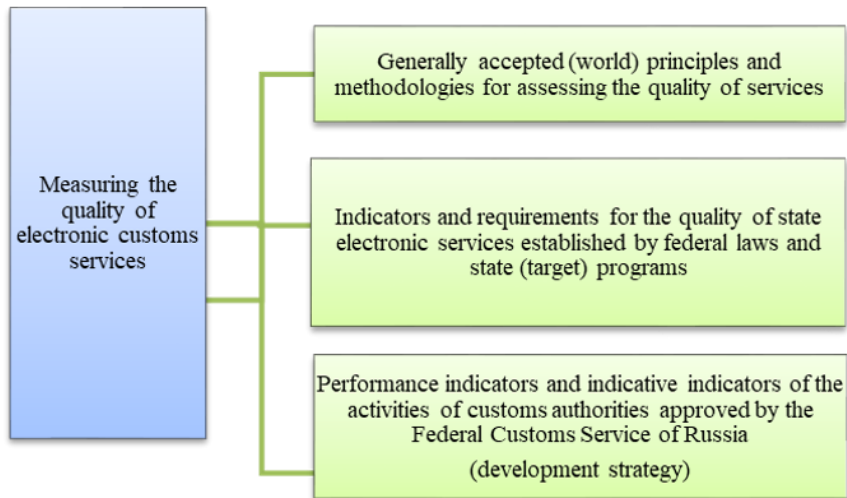 Measuring the
quality of
electronic customs
services
Generally accepted (world) principles and
methodologies for assessing the quality of services
Indicators and requirements for the quality of state
electronic services established by federal laws and
state (target) programs
Performance indicators and indicative indicators of the
activities of customs authorities approved by the
Federal Customs Service of Russia
(development strategy)